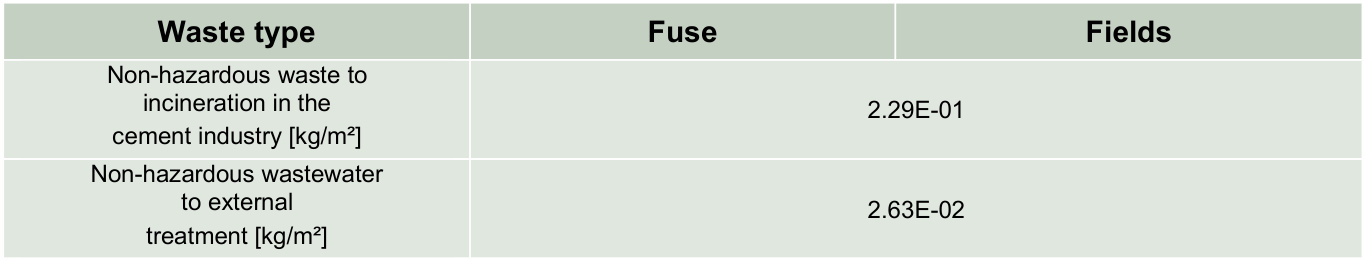 Waste type Fuse Fields
Non-hazardous waste to
incineration in the
cement industry [kg/m²]
2.29E-01
Non-hazardous wastewater
to external
treatment [kg/m²]
2.63E-02